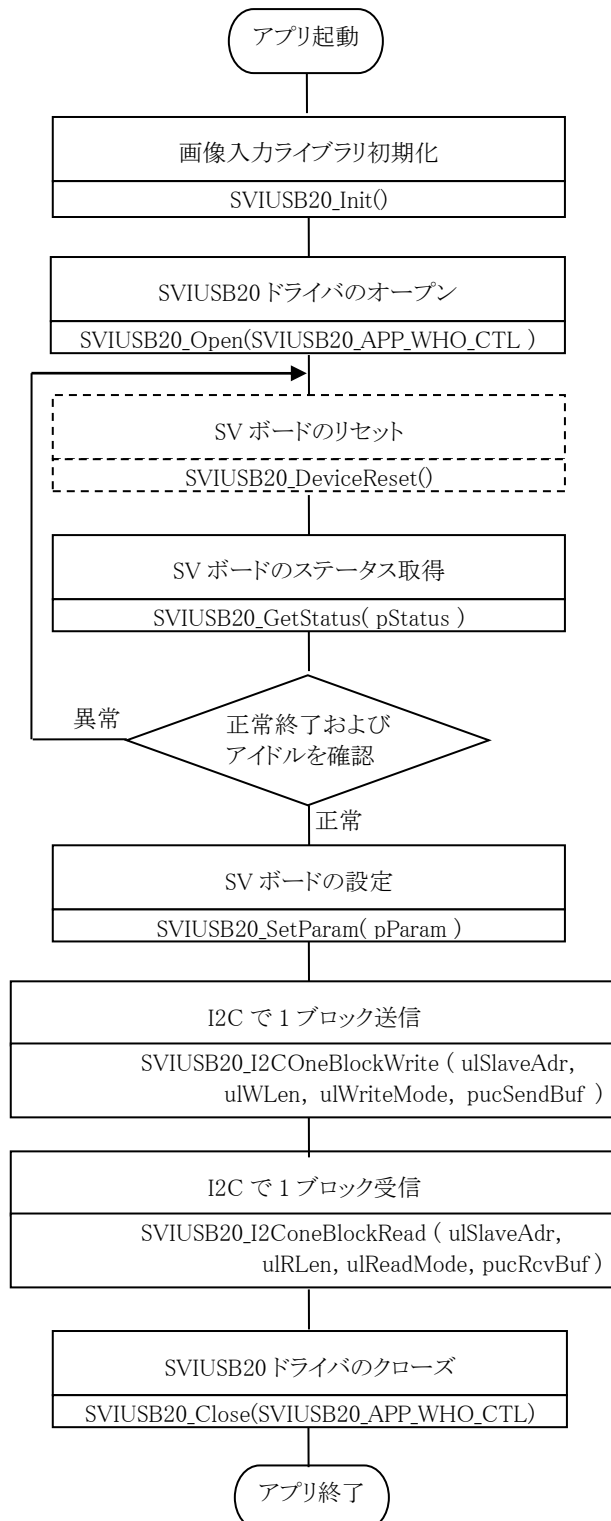 アプリ起動
画像入力ライブラリ初期化
SVIUSB20_Init()
SVIUSB20 ドライバのオープン
SVIUSB20_Open(SVIUSB20_APP_WHO_CTL )
SV ボードのリセット
SVIUSB20_DeviceReset()
SV ボードのステータス取得
SVIUSB20_GetStatus( pStatus )
異常
正常終了および
アイドルを確認
正常
SV ボードの設定
SVIUSB20_SetParam( pParam )
I2C で 1 ブロック送信
SVIUSB20_I2COneBlockWrite ( ulSlaveAdr,
ulWLen, ulWriteMode, pucSendBuf )
I2C で 1 ブロック受信
SVIUSB20_I2ConeBlockRead ( ulSlaveAdr,
ulRLen, ulReadMode, pucRcvBuf )
SVIUSB20 ドライバのクローズ
SVIUSB20_Close(SVIUSB20_APP_WHO_CTL)
アプリ終了